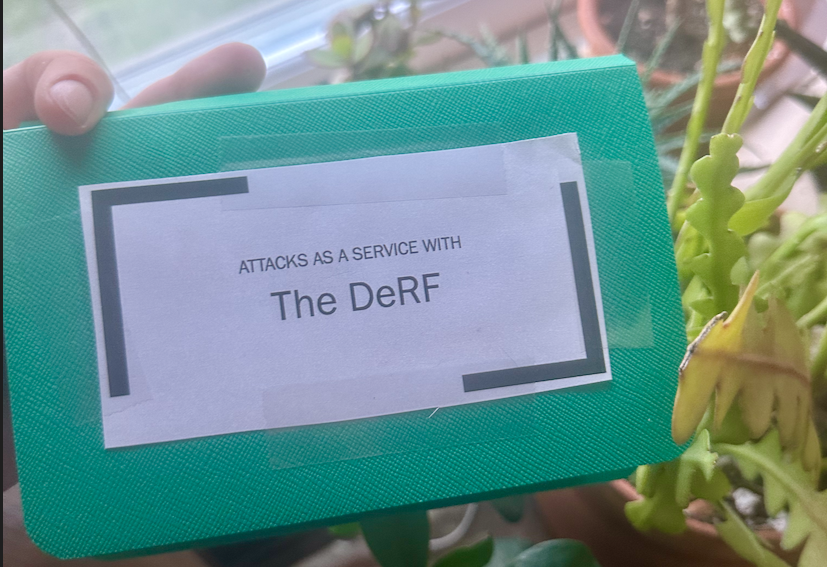 ATTACKS AS A SERVICE WITH
The DeRF